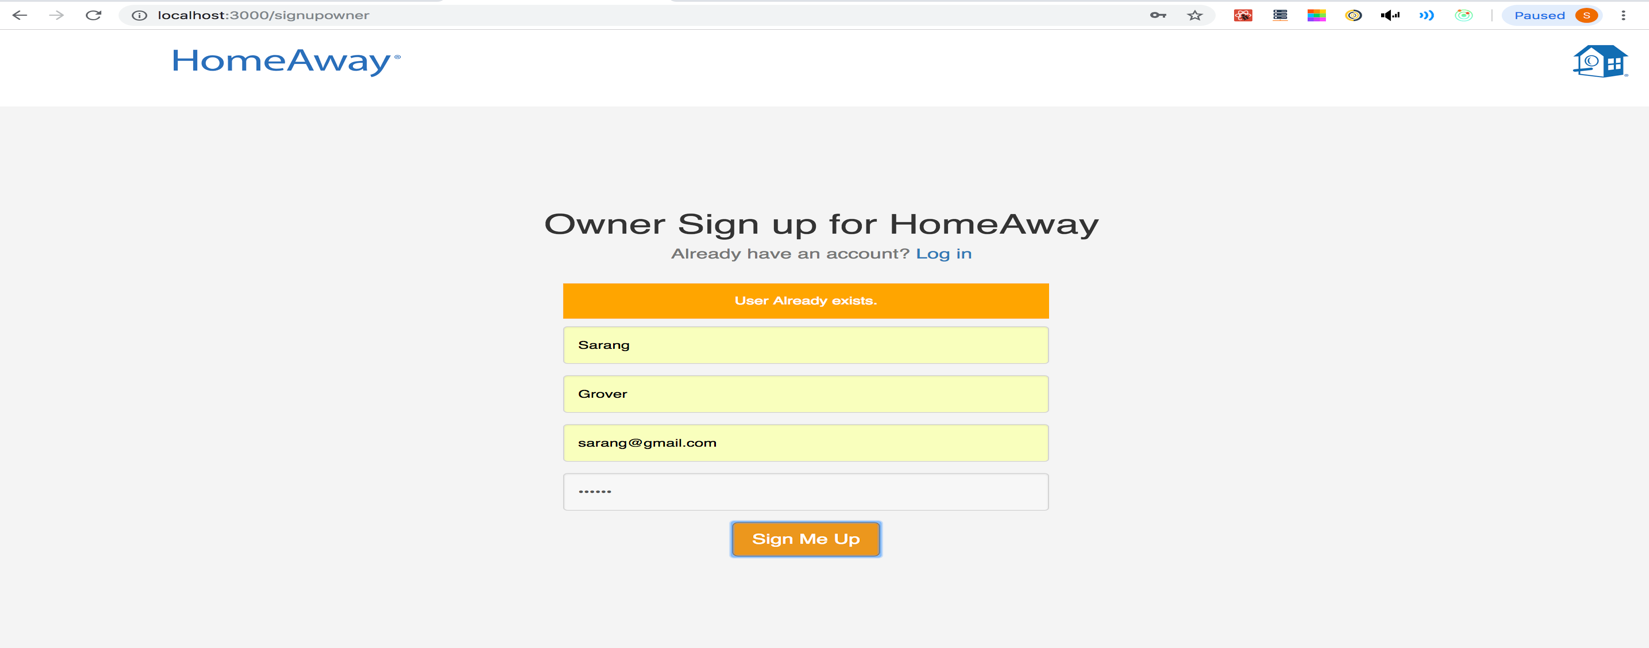 localhost:3000/signupowner
Paused S
HomeAway®
Owner Sign up for HomeAway
Already have an account? Log in
User Already exists.
Sarang
Grover
sarang@gmail.com
••••••
Sign Me Up